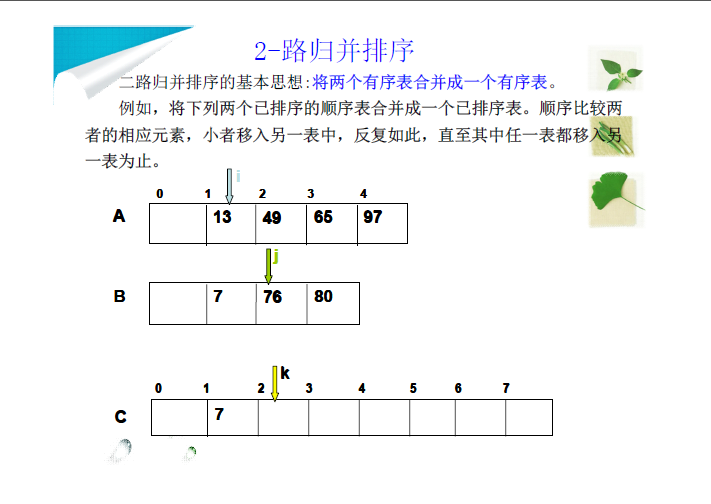 2-路归并排序
二路归并排序的基本思想:将两个有序表合并成一个有序表。
例如，将下列两个已排序的顺序表合并成一个已排序表。顺序比较两
者的相应元素，小者移入另一表中，反复如此，直至其中任一表都移入另
一表为止。
i
0 1 2 3 4
A 13 49 65 97
j
B 7 76 80
k
0 1 2 3 4 5 6 7
C 7